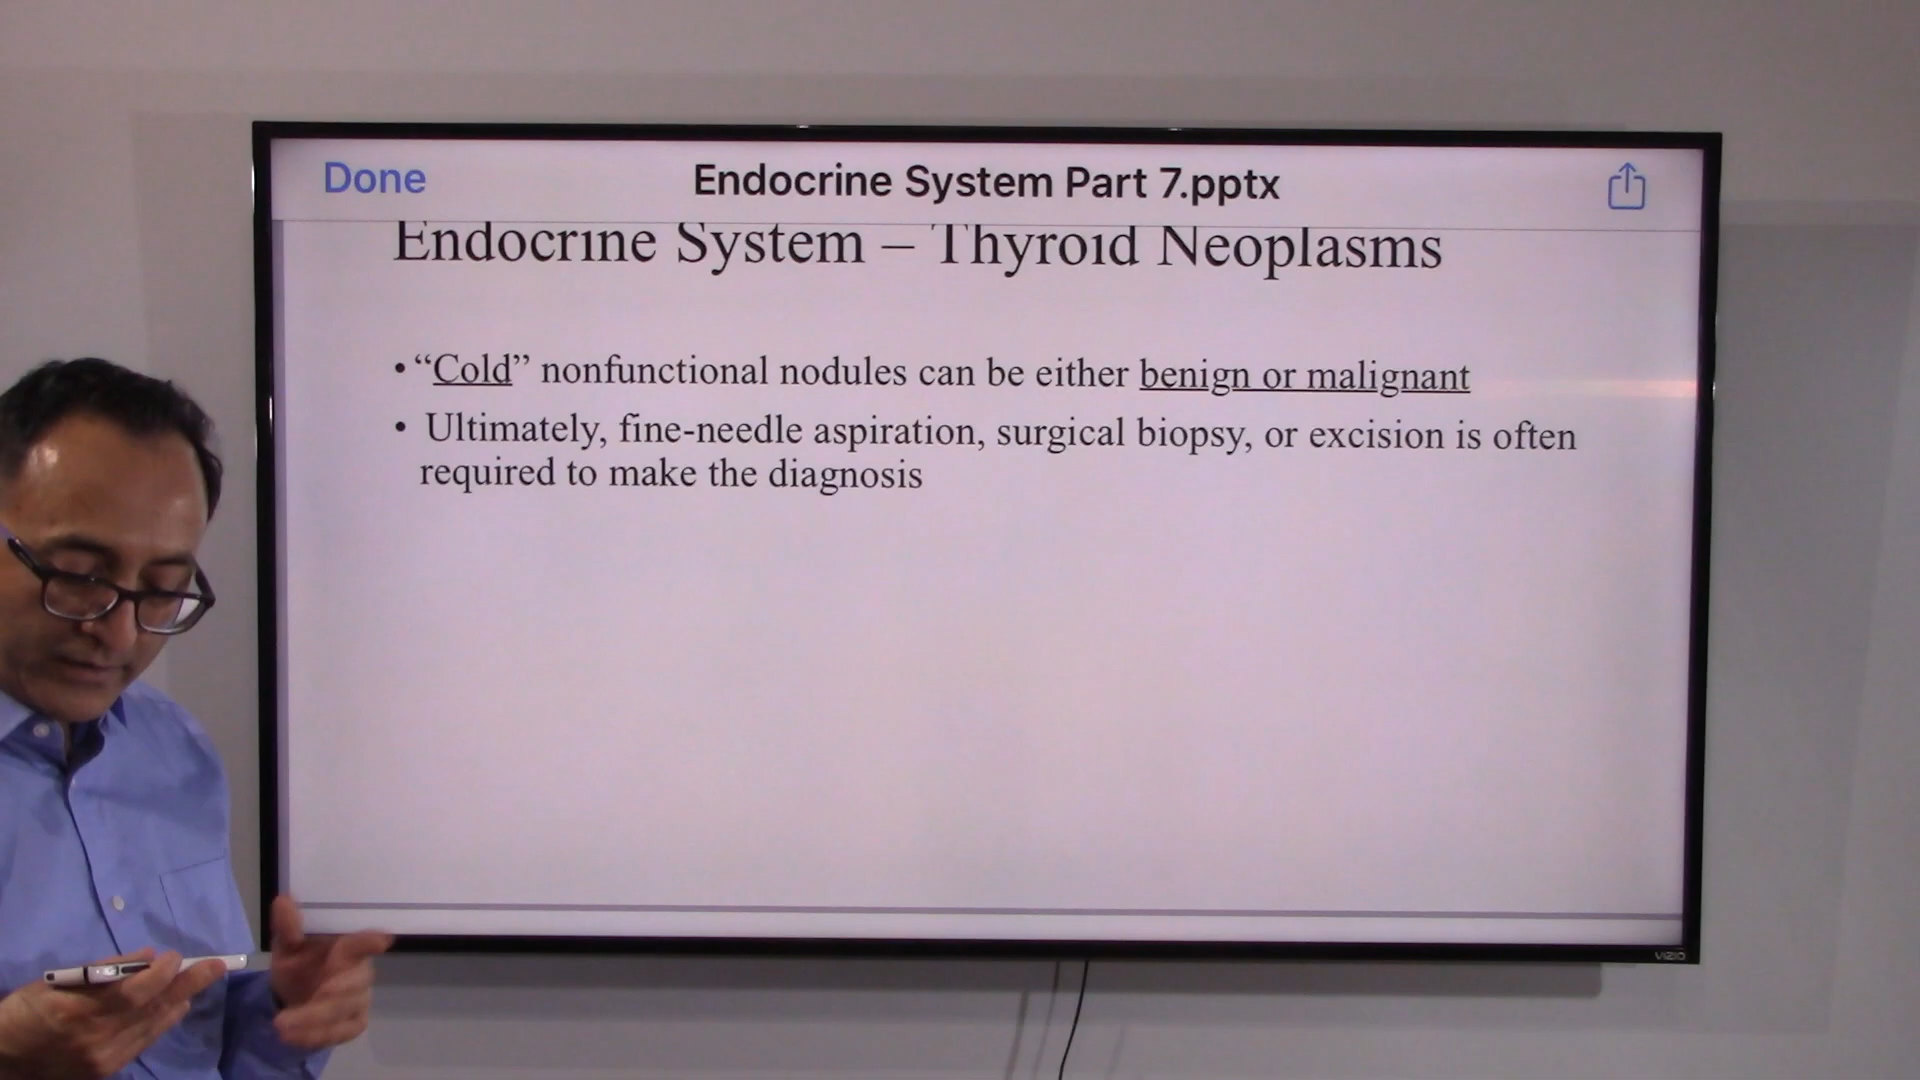 Done
Endocrine System Part 7.pptx
Endocrine System – Thyroid Neoplasms
• “Cold” nonfunctional nodules can be either benign or malignant
• Ultimately, fine-needle aspiration, surgical biopsy, or excision is often
required to make the diagnosis
VIZIO